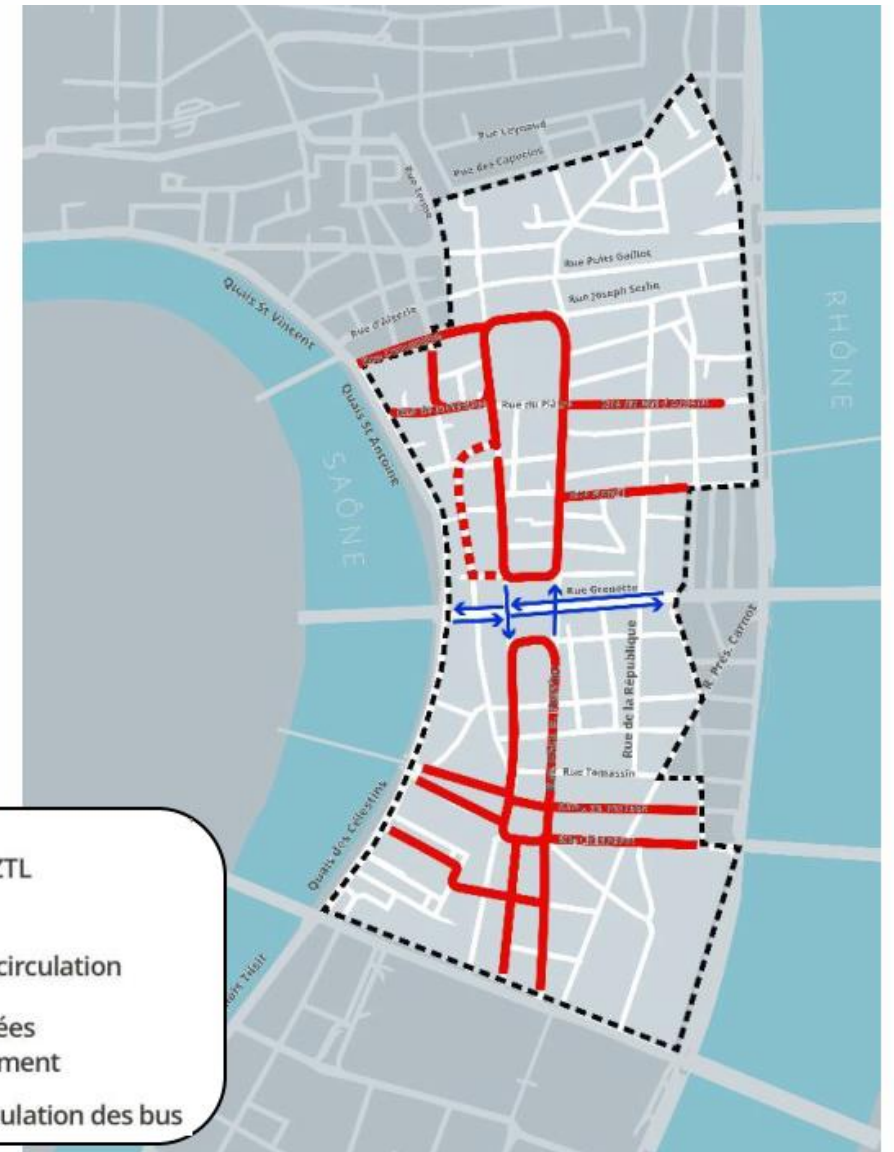 Rue Leynaud
Rue des Capucins
Rue Terme
Rue Puits Gaillot
Rue Joseph Serlin
Quais St Vincent
Rue d'Algérie
RHÔNE
Rue du Plâtre
Quais St Antoine
SAÔNE
Rue Grenette
R. Prés. Carnot
Rue de la République
Rue Tomassin
Quais des Célestins
ZTL
circulation
ées
ment
ulation des bus